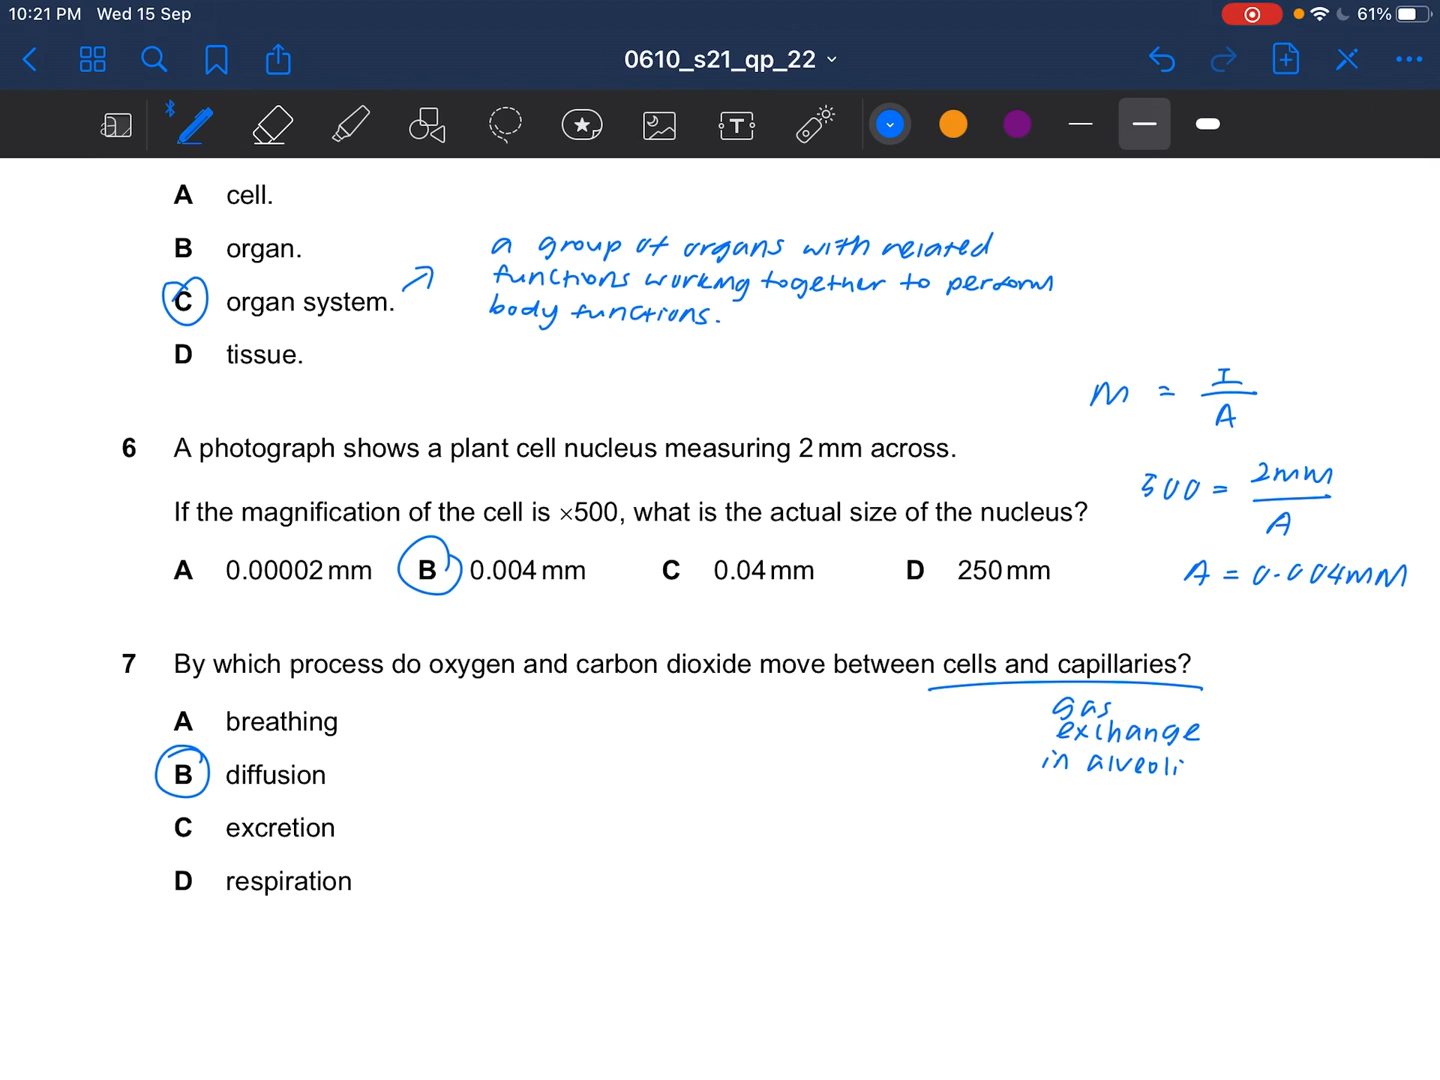 10:21 PM Wed 15 Sep
61%
0610_s21_qp_22
T
A cell.
B organ.
C organ system.
D tissue.
a group of organs with related
functions working together to perform
body functions.
M = I
A
6 A photograph shows a plant cell nucleus measuring 2 mm across.
500 = 2mm
A
If the magnification of the cell is ×500, what is the actual size of the nucleus?
A 0.00002 mm B 0.004 mm C 0.04 mm D 250 mm
A = 0.004mm
7 By which process do oxygen and carbon dioxide move between cells and capillaries?
gas
exchange
in alveoli
A breathing
B diffusion
C excretion
D respiration